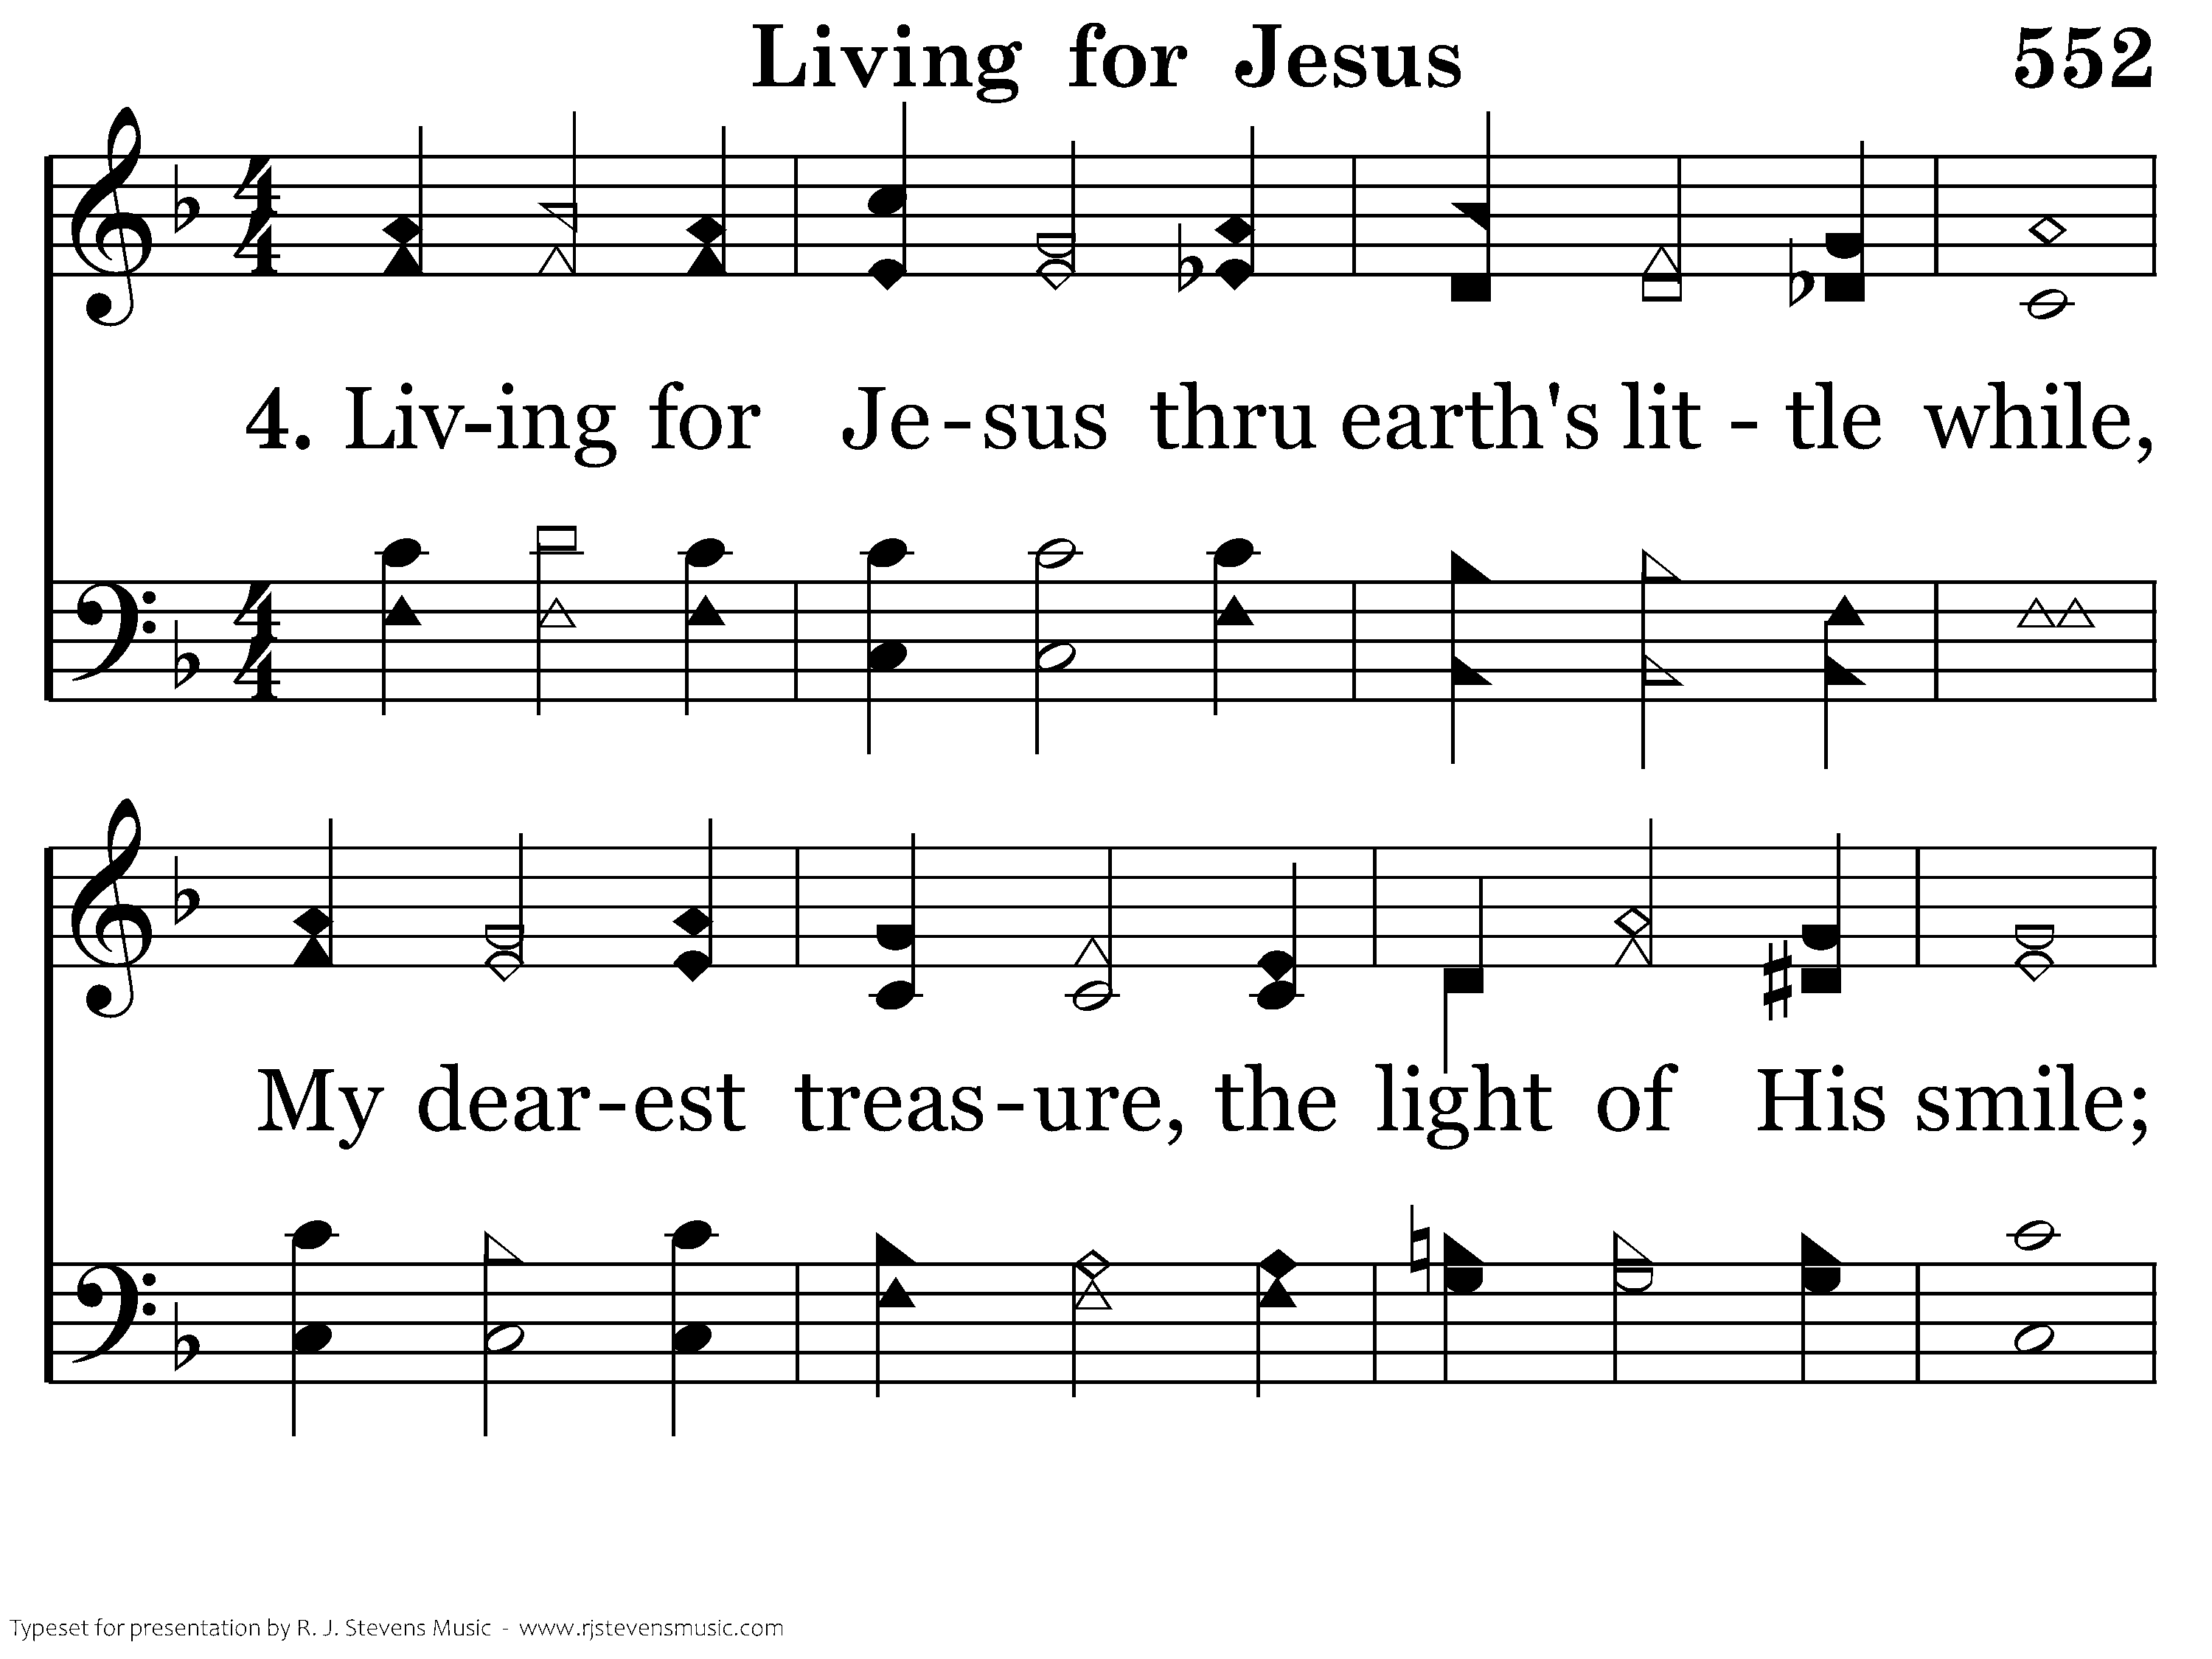 Living for Jesus 552
4. Liv-ing for Je-sus thru earth's lit-tle while,
My dear-est treas-ure, the light of His smile;
Typeset for presentation by R. J. Stevens Music - www.rjstevensmusic.com